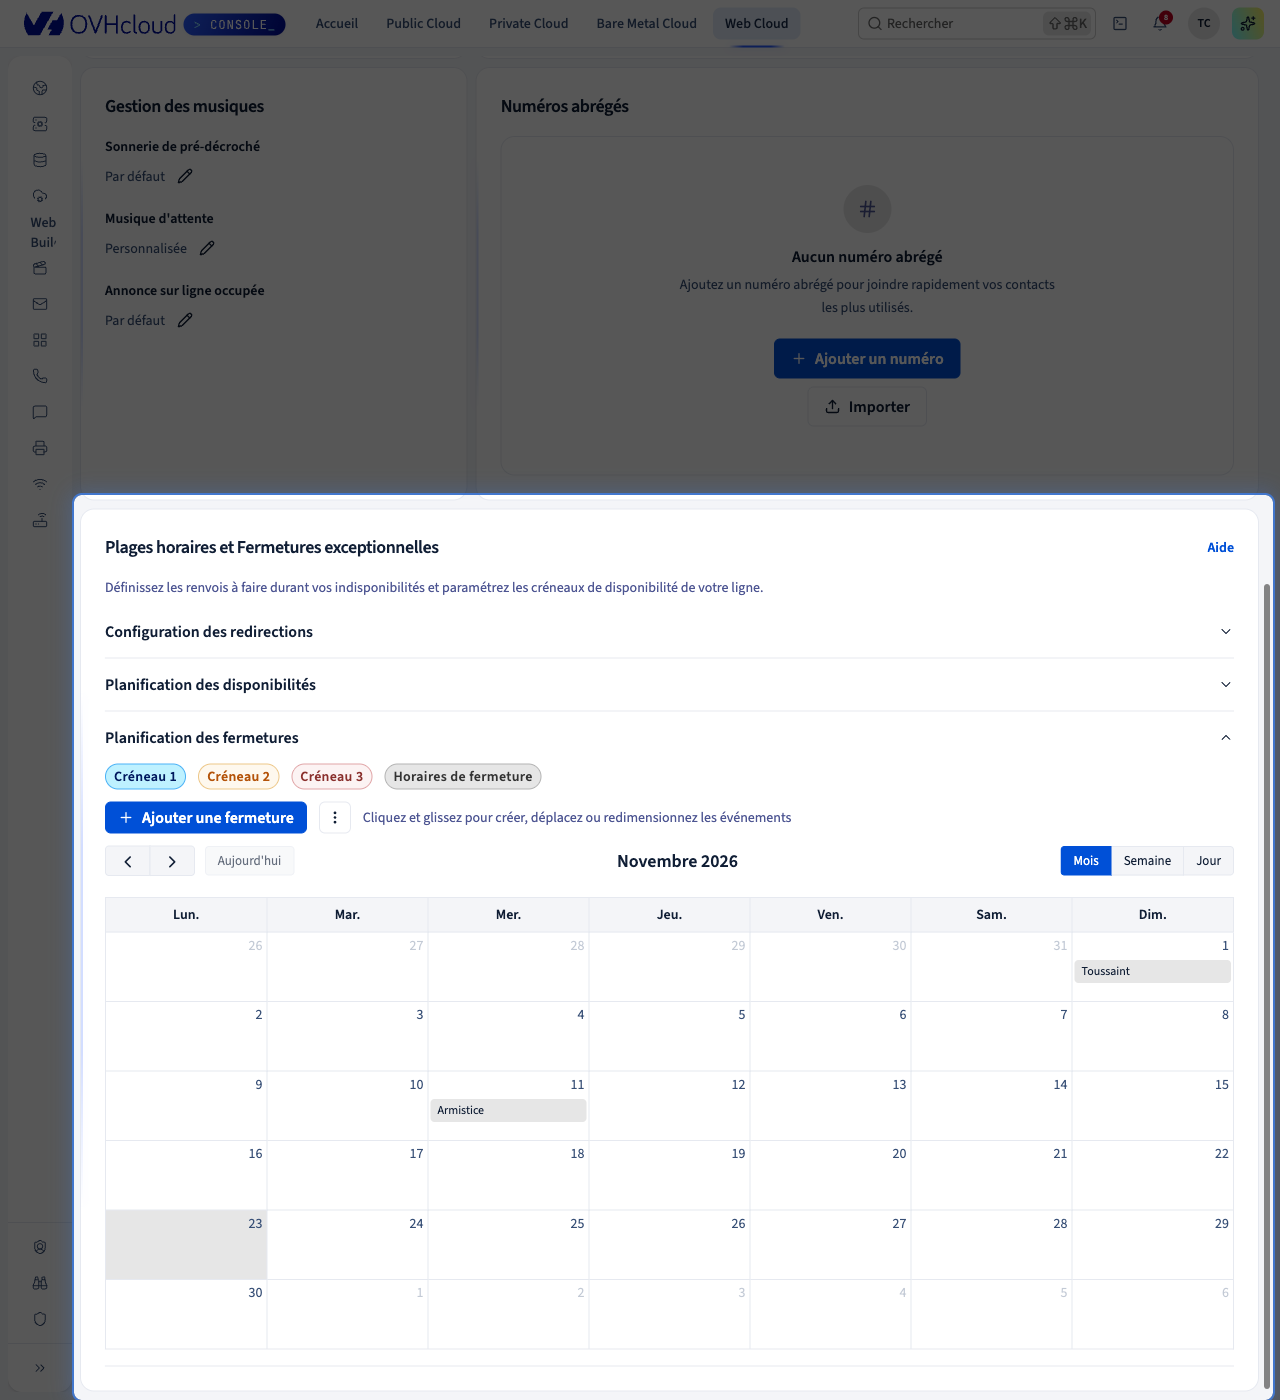 OVHcloud > CONSOLE_ Accueil Public Cloud Private Cloud Bare Metal Cloud Web Cloud Rechercher ⇧⌘K 8 TC
Web
Buil
Gestion des musiques
Sonnerie de pré-décroché
Par défaut
Musique d'attente
Personnalisée
Annonce sur ligne occupée
Par défaut
Numéros abrégés
#
Aucun numéro abrégé
Ajoutez un numéro abrégé pour joindre rapidement vos contacts
les plus utilisés.
+ Ajouter un numéro
Importer
Plages horaires et Fermetures exceptionnelles Aide
Définissez les renvois à faire durant vos indisponibilités et paramétrez les créneaux de disponibilité de votre ligne.
Configuration des redirections
Planification des disponibilités
Planification des fermetures
Créneau 1 Créneau 2 Créneau 3 Horaires de fermeture
+ Ajouter une fermeture Cliquez et glissez pour créer, déplacez ou redimensionnez les événements
Aujourd'hui Novembre 2026 Mois Semaine Jour
Lun. Mar. Mer. Jeu. Ven. Sam. Dim.
26 27 28 29 30 31 1
Toussaint
2 3 4 5 6 7 8
9 10 11 12 13 14 15
Armistice
16 17 18 19 20 21 22
23 24 25 26 27 28 29
30 1 2 3 4 5 6